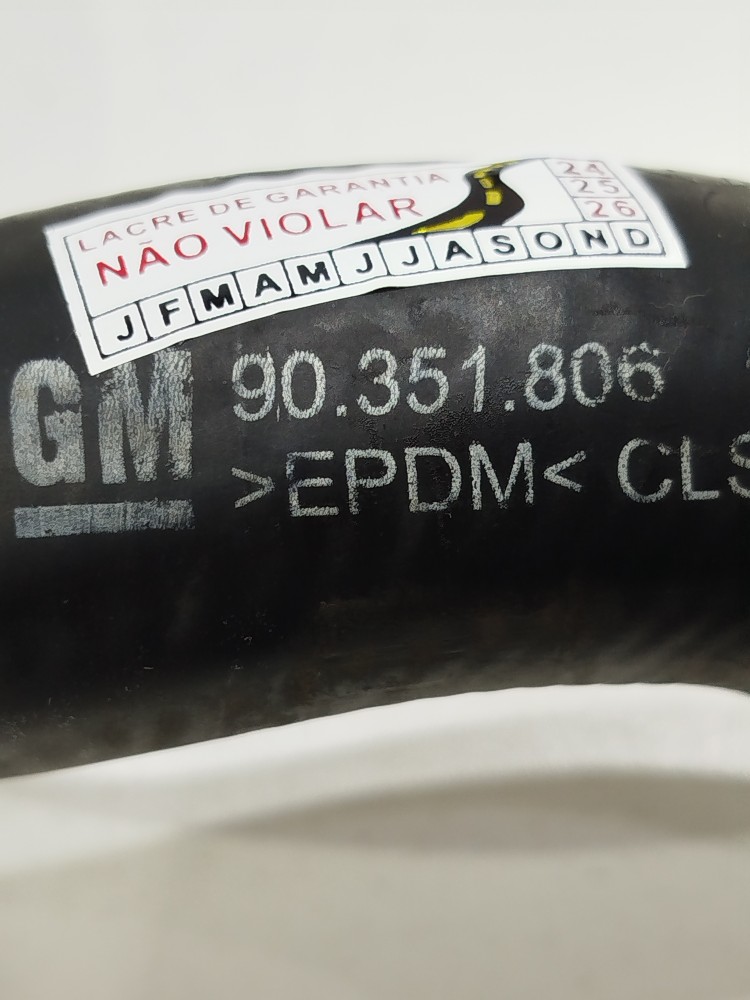 LACRE DE GARANTIA
NÃO VIOLAR
24
25
26
J F M A M J J A S O N D
GM 90.351.806
>EPDM< CLS